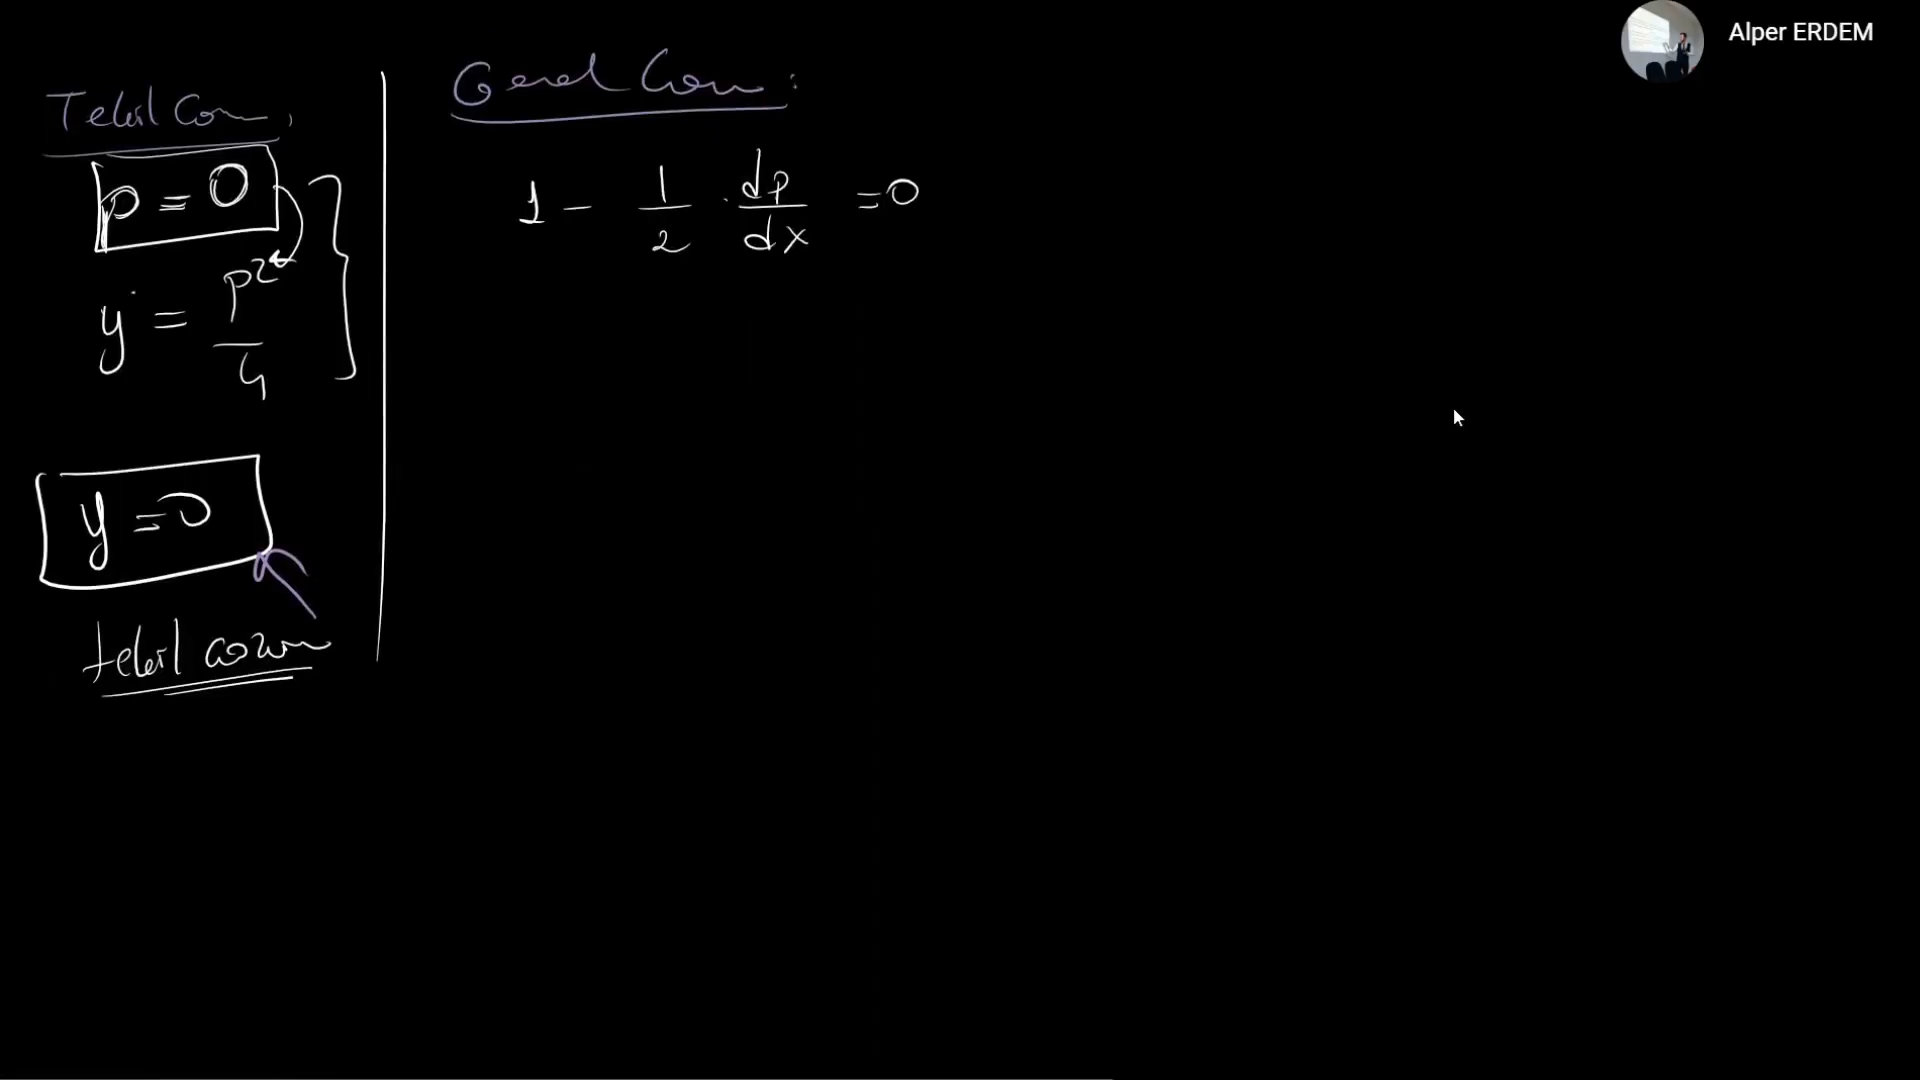 Alper ERDEM
Tekil Çözüm:
p = 0
y = p²/4
y = 0
tekil çözüm
Genel Çözüm:
1 - 1/2 · dp/dx = 0